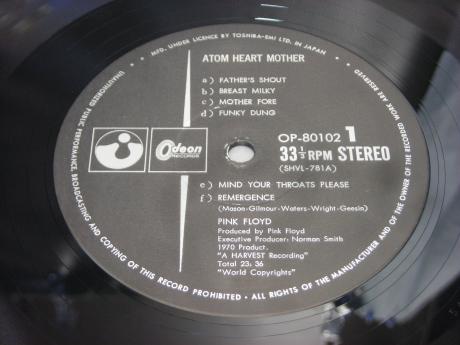 MFD. UNDER LICENCE BY TOSHIBA-EMI LTD. IN JAPAN
UNAUTHORIZED PUBLIC PERFORMANCE, BROADCASTING AND COPYING OF THIS RECORD PROHIBITED • ALL RIGHTS OF THE MANUFACTURER AND OF THE OWNER OF THE RECORDED WORK ARE RESERVED
ATOM HEART MOTHER
a) FATHER'S SHOUT
b) BREAST MILKY
c) MOTHER FORE
d) FUNKY DUNG
Odeon
RECORDS
OP-80102 1
33 1/3 RPM STEREO
(SHVL-781A)
e) MIND YOUR THROATS PLEASE
f) REMERGENCE
(Mason-Gilmour-Waters-Wright-Geesin)
PINK FLOYD
Produced by Pink Floyd
Executive Producer: Norman Smith
1970 Product.
"A HARVEST Recording"
Total 23; 36
"World Copyrights"